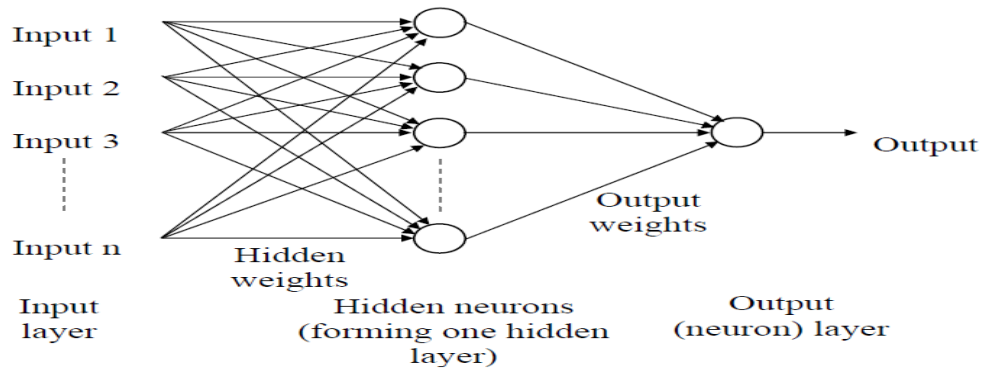 Input 1
Input 2
Input 3
Input n
Output
Hidden
weights
Output
weights
Input
layer
Hidden neurons
(forming one hidden
layer)
Output
(neuron) layer